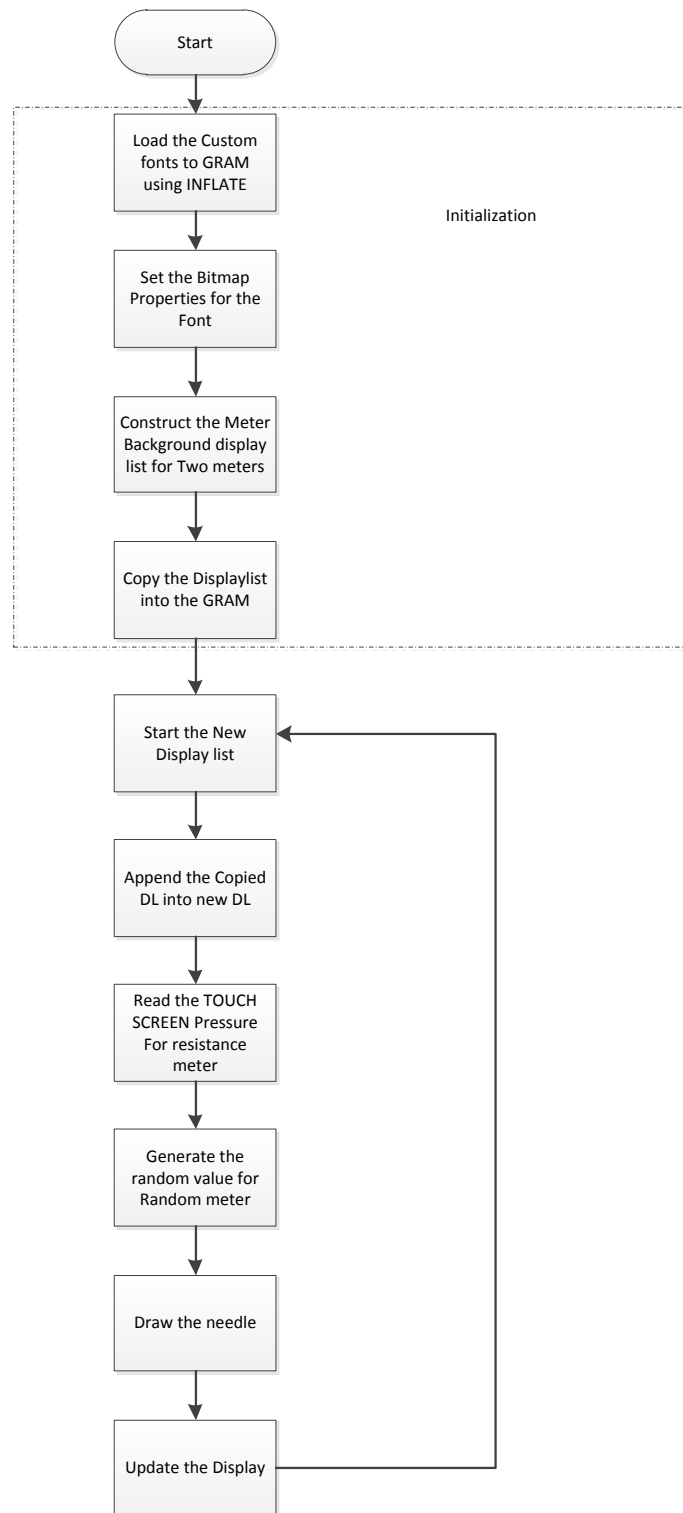 Start
Load the Custom
fonts to GRAM
using INFLATE
Initialization
Set the Bitmap
Properties for the
Font
Construct the Meter
Background display
list for Two meters
Copy the Displaylist
into the GRAM
Start the New
Display list
Append the Copied
DL into new DL
Read the TOUCH
SCREEN Pressure
For resistance
meter
Generate the
random value for
Random meter
Draw the needle
Update the Display